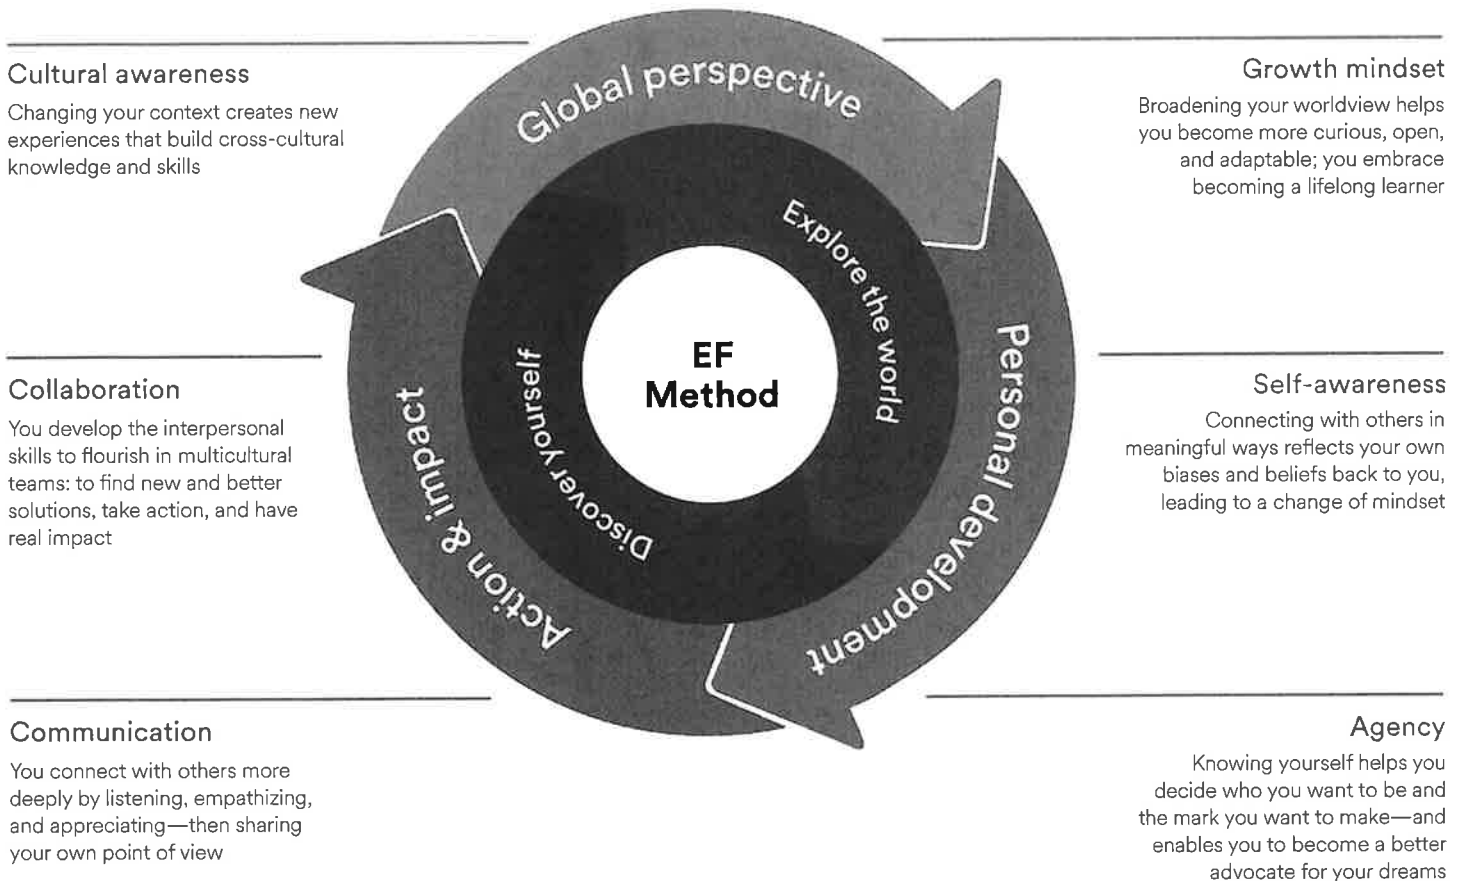 Cultural awareness
Changing your context creates new
experiences that build cross-cultural
knowledge and skills
Collaboration
You develop the interpersonal
skills to flourish in multicultural
teams: to find new and better
solutions, take action, and have
real impact
Communication
You connect with others more
deeply by listening, empathizing,
and appreciating—then sharing
your own point of view
Global perspective
Personal development
Action & impact
Explore the world
Discover yourself
EF
Method
Growth mindset
Broadening your worldview helps
you become more curious, open,
and adaptable; you embrace
becoming a lifelong learner
Self-awareness
Connecting with others in
meaningful ways reflects your own
biases and beliefs back to you,
leading to a change of mindset
Agency
Knowing yourself helps you
decide who you want to be and
the mark you want to make—and
enables you to become a better
advocate for your dreams